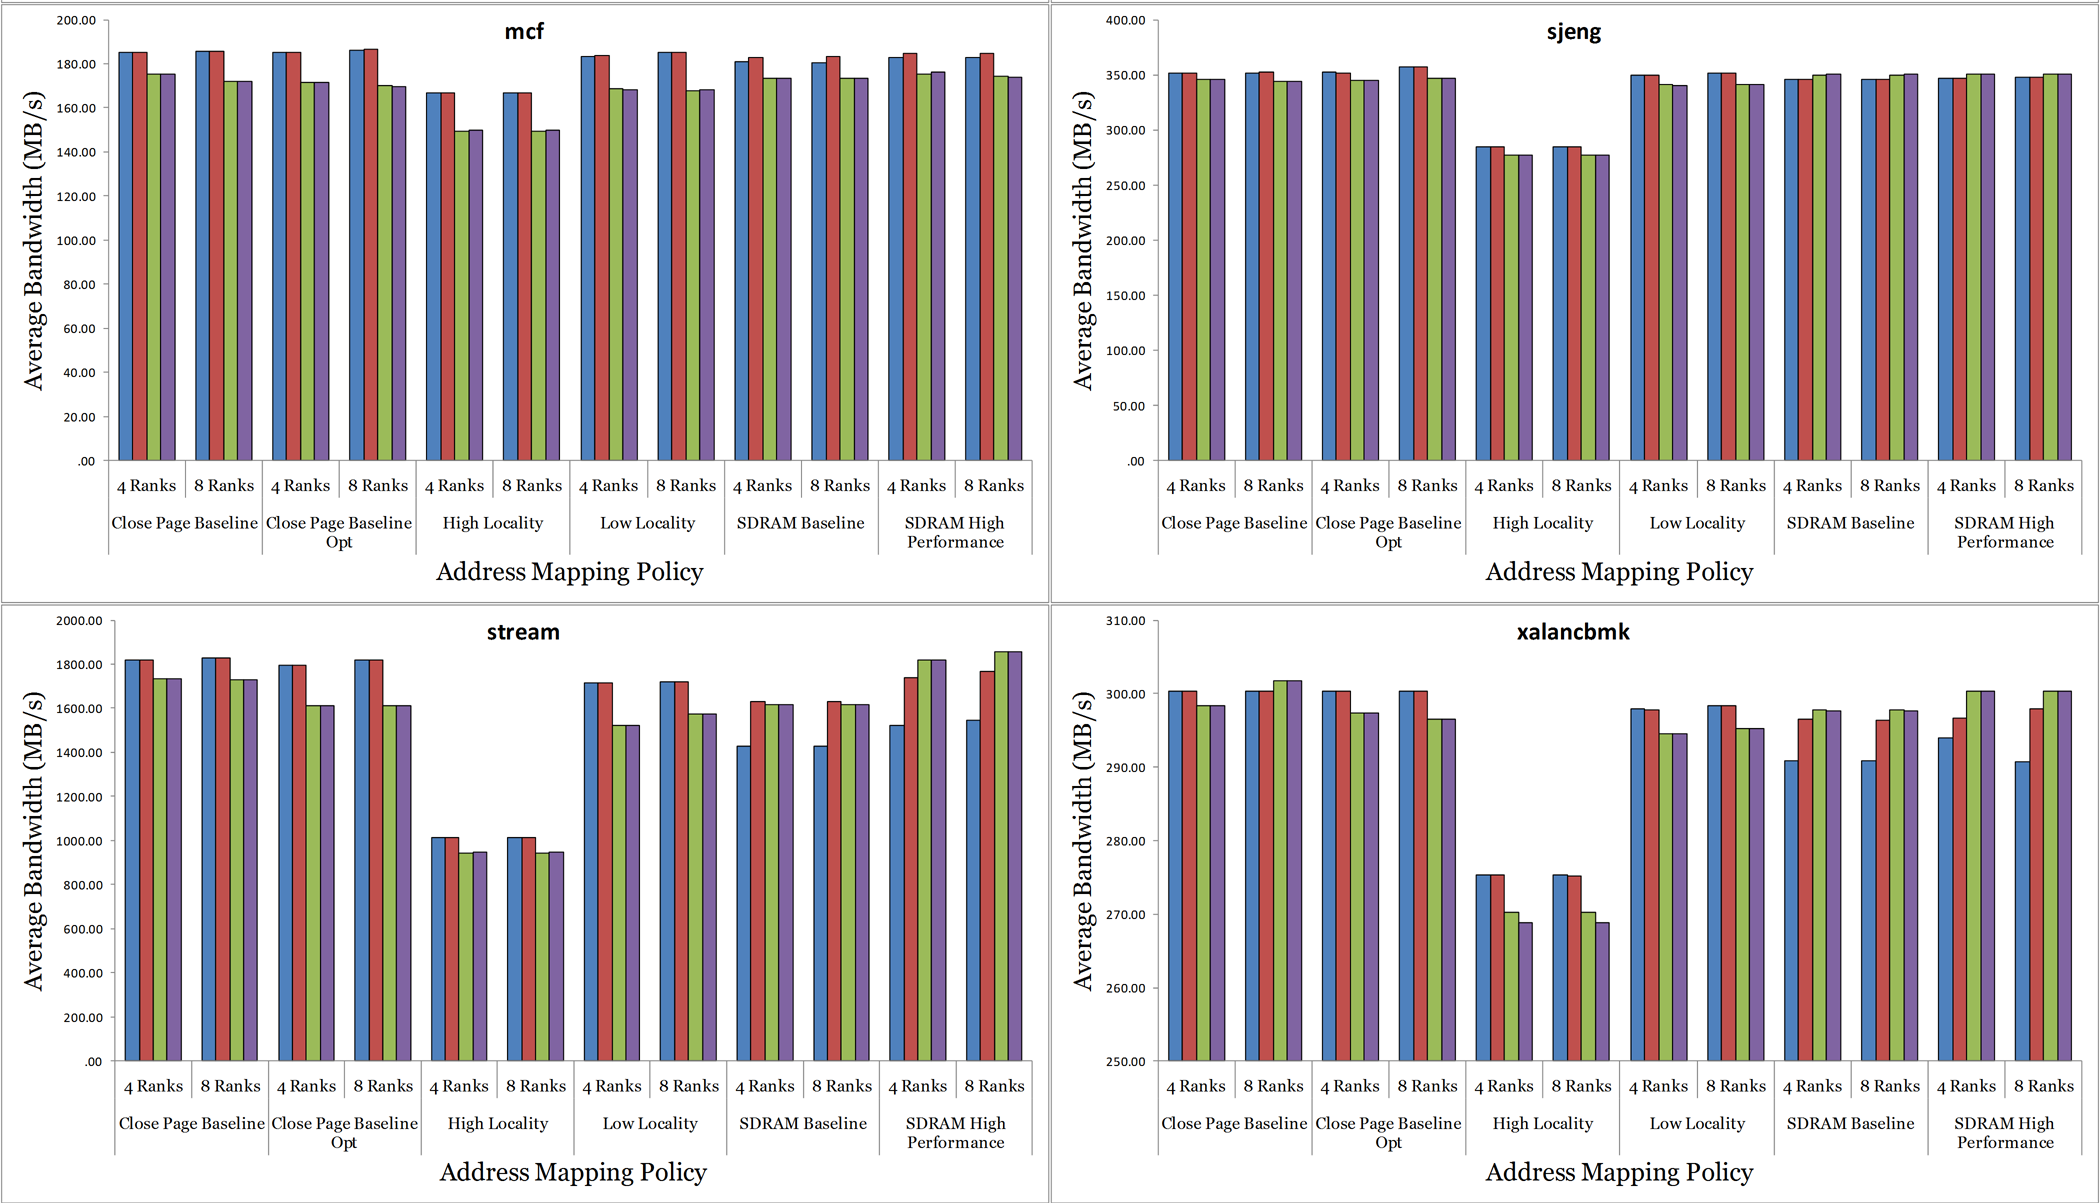 mcf
Average Bandwidth (MB/s)
200.00
180.00
160.00
140.00
120.00
100.00
80.00
60.00
40.00
20.00
.00
4 Ranks 8 Ranks 4 Ranks 8 Ranks 4 Ranks 8 Ranks 4 Ranks 8 Ranks 4 Ranks 8 Ranks 4 Ranks 8 Ranks
Close Page Baseline Close Page Baseline High Locality Low Locality SDRAM Baseline SDRAM High
Opt Performance
Address Mapping Policy
sjeng
Average Bandwidth (MB/s)
400.00
350.00
300.00
250.00
200.00
150.00
100.00
50.00
.00
4 Ranks 8 Ranks 4 Ranks 8 Ranks 4 Ranks 8 Ranks 4 Ranks 8 Ranks 4 Ranks 8 Ranks 4 Ranks 8 Ranks
Close Page Baseline Close Page Baseline High Locality Low Locality SDRAM Baseline SDRAM High
Opt Performance
Address Mapping Policy
stream
Average Bandwidth (MB/s)
2000.00
1800.00
1600.00
1400.00
1200.00
1000.00
800.00
600.00
400.00
200.00
.00
4 Ranks 8 Ranks 4 Ranks 8 Ranks 4 Ranks 8 Ranks 4 Ranks 8 Ranks 4 Ranks 8 Ranks 4 Ranks 8 Ranks
Close Page Baseline Close Page Baseline High Locality Low Locality SDRAM Baseline SDRAM High
Opt Performance
Address Mapping Policy
xalancbmk
Average Bandwidth (MB/s)
310.00
300.00
290.00
280.00
270.00
260.00
250.00
4 Ranks 8 Ranks 4 Ranks 8 Ranks 4 Ranks 8 Ranks 4 Ranks 8 Ranks 4 Ranks 8 Ranks 4 Ranks 8 Ranks
Close Page Baseline Close Page Baseline High Locality Low Locality SDRAM Baseline SDRAM High
Opt Performance
Address Mapping Policy